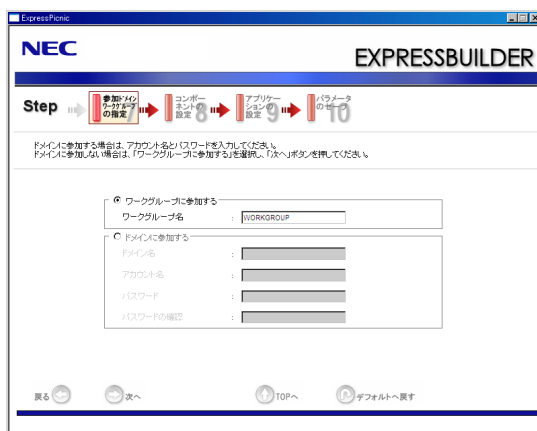 ExpressPicnic
NEC
EXPRESSBUILDER
Step
参加ドメイン
ワークグループ
の指定 7
コンポー
ネントの
設定 8
アプリケー
ションの
設定 9
パラメータ
のセーブ 10
ドメインに参加する場合は、アカウント名とパスワードを入力してください。
ドメインに参加しない場合は、「ワークグループに参加する」を選択し、「次へ」ボタンを押してください。
ワークグループに参加する
ワークグループ名 : WORKGROUP
ドメインに参加する
ドメイン名 :
アカウント名 :
パスワード :
パスワードの確認 :
戻る 次へ TOPへ デフォルトへ戻す